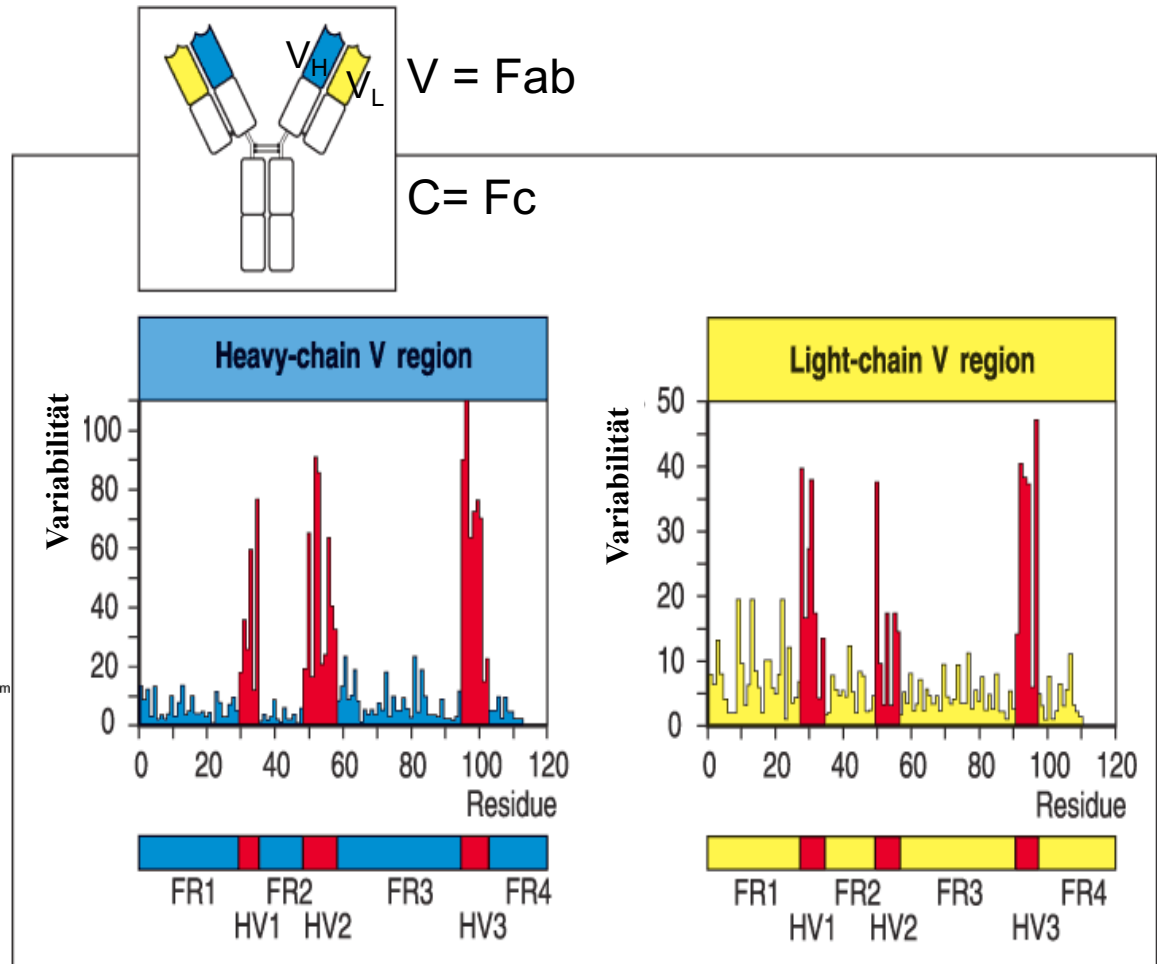 V_H
V_L
V = Fab
C= Fc
Heavy-chain V region
Variabilität
100
80
60
40
20
0
0 20 40 60 80 100 120
Residue
FR1 FR2 FR3 FR4
HV1 HV2 HV3
Light-chain V region
Variabilität
50
40
30
20
10
0
0 20 40 60 80 100 120
Residue
FR1 FR2 FR3 FR4
HV1 HV2 HV3
m